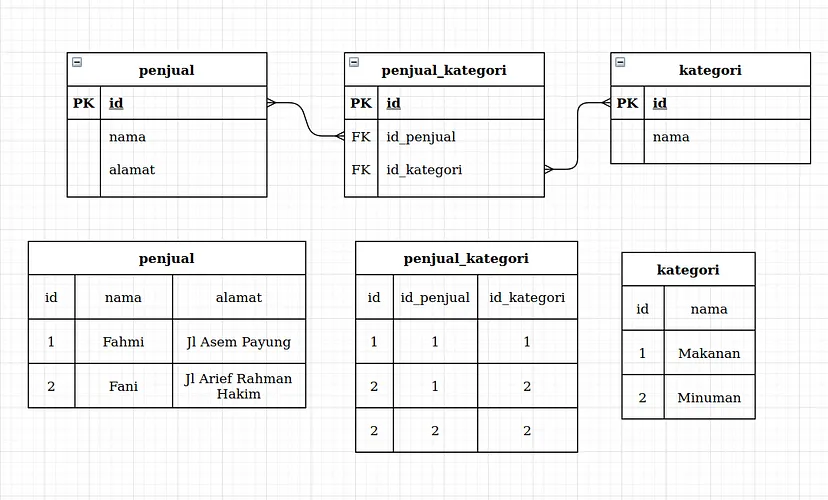 penjual
PK id
nama
alamat
penjual_kategori
PK id
FK id_penjual
FK id_kategori
kategori
PK id
nama
penjual
id nama alamat
1 Fahmi Jl Asem Payung
2 Fani Jl Arief Rahman
Hakim
penjual_kategori
id id_penjual id_kategori
1 1 1
2 1 2
2 2 2
kategori
id nama
1 Makanan
2 Minuman